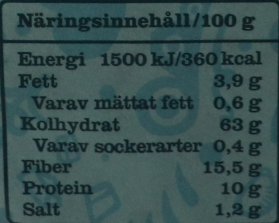 Näringsinnehåll/100 g
Energi 1500 kJ/360 kcal
Fett 3,9 g
Varav mättat fett 0,6 g
Kolhydrat 63 g
Varav sockerarter 0,4 g
Fiber 15,5 g
Protein 10 g
Salt 1,2 g